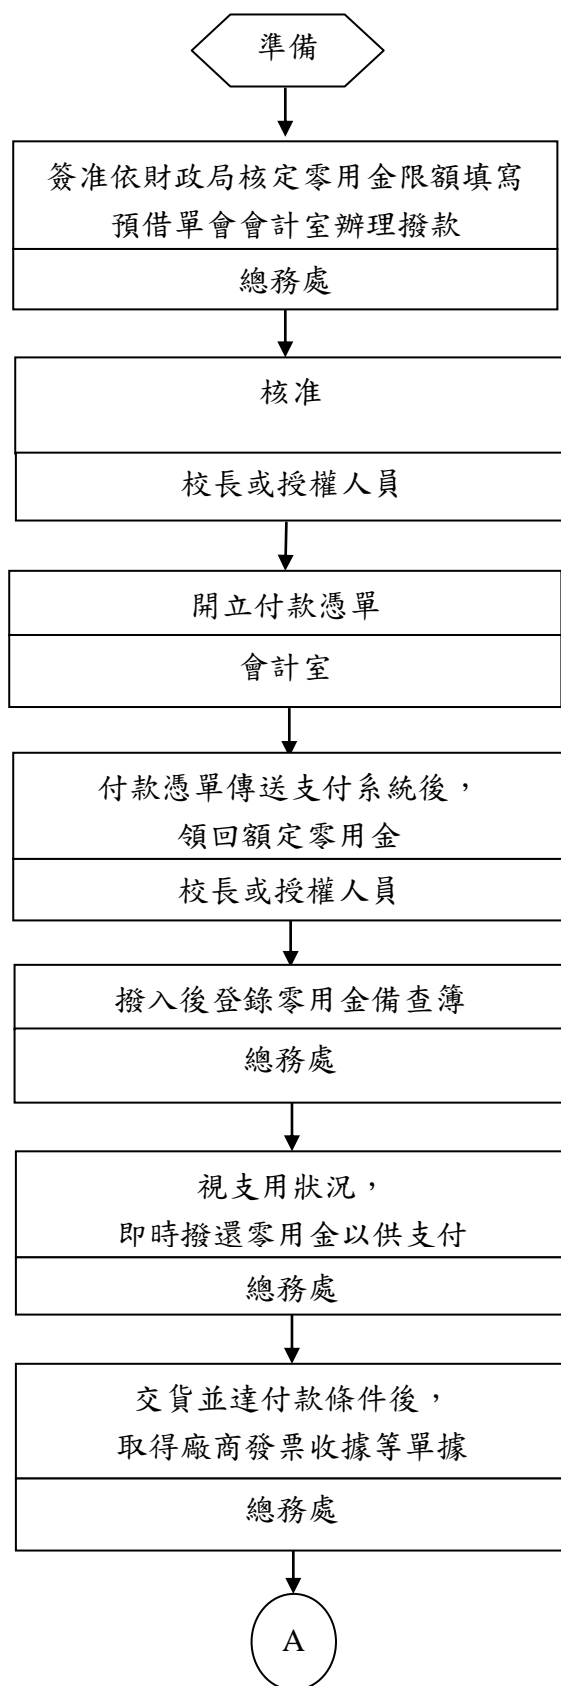 準備
簽准依財政局核定零用金限額填寫
預借單會會計室辦理撥款
總務處
核准
校長或授權人員
開立付款憑單
會計室
付款憑單傳送支付系統後，
領回額定零用金
校長或授權人員
撥入後登錄零用金備查簿
總務處
視支用狀況，
即時撥還零用金以供支付
總務處
交貨並達付款條件後，
取得廠商發票收據等單據
總務處
A